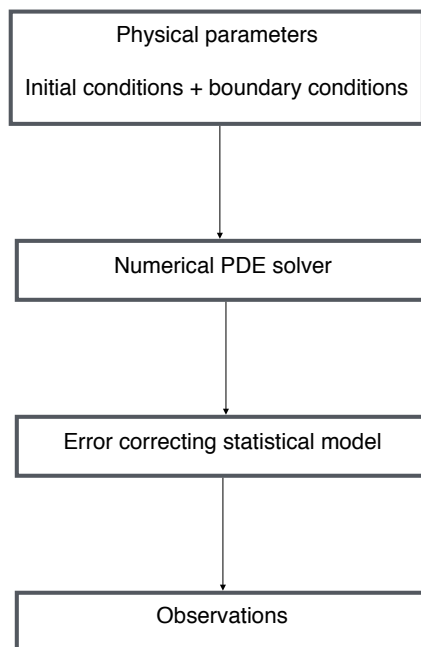 Physical parameters
Initial conditions + boundary conditions
Numerical PDE solver
Error correcting statistical model
Observations